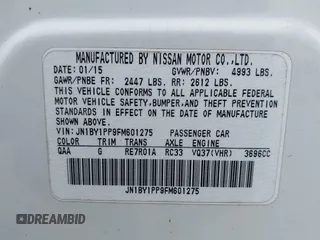 MANUFACTURED BY NISSAN MOTOR CO.,LTD.
DATE: 01/15 GVWR/PNBV: 4993 LBS.
GAWR/PNBE FR: 2447 LBS. RR: 2612 LBS.
THIS VEHICLE CONFORMS TO ALL APPLICABLE FEDERAL
MOTOR VEHICLE SAFETY, BUMPER, AND THEFT
PREVENTION STANDARDS IN EFFECT ON THE DATE
OF MANUFACTURE SHOWN ABOVE.
VIN:JN1BY1PP9FM601275 PASSENGER CAR
COLOR TRIM TRANS AXLE ENGINE
QAA G RE7R01A RC33 VQ37(VHR) 3696CC
JN1BY1PP9FM601275
DREAMBID